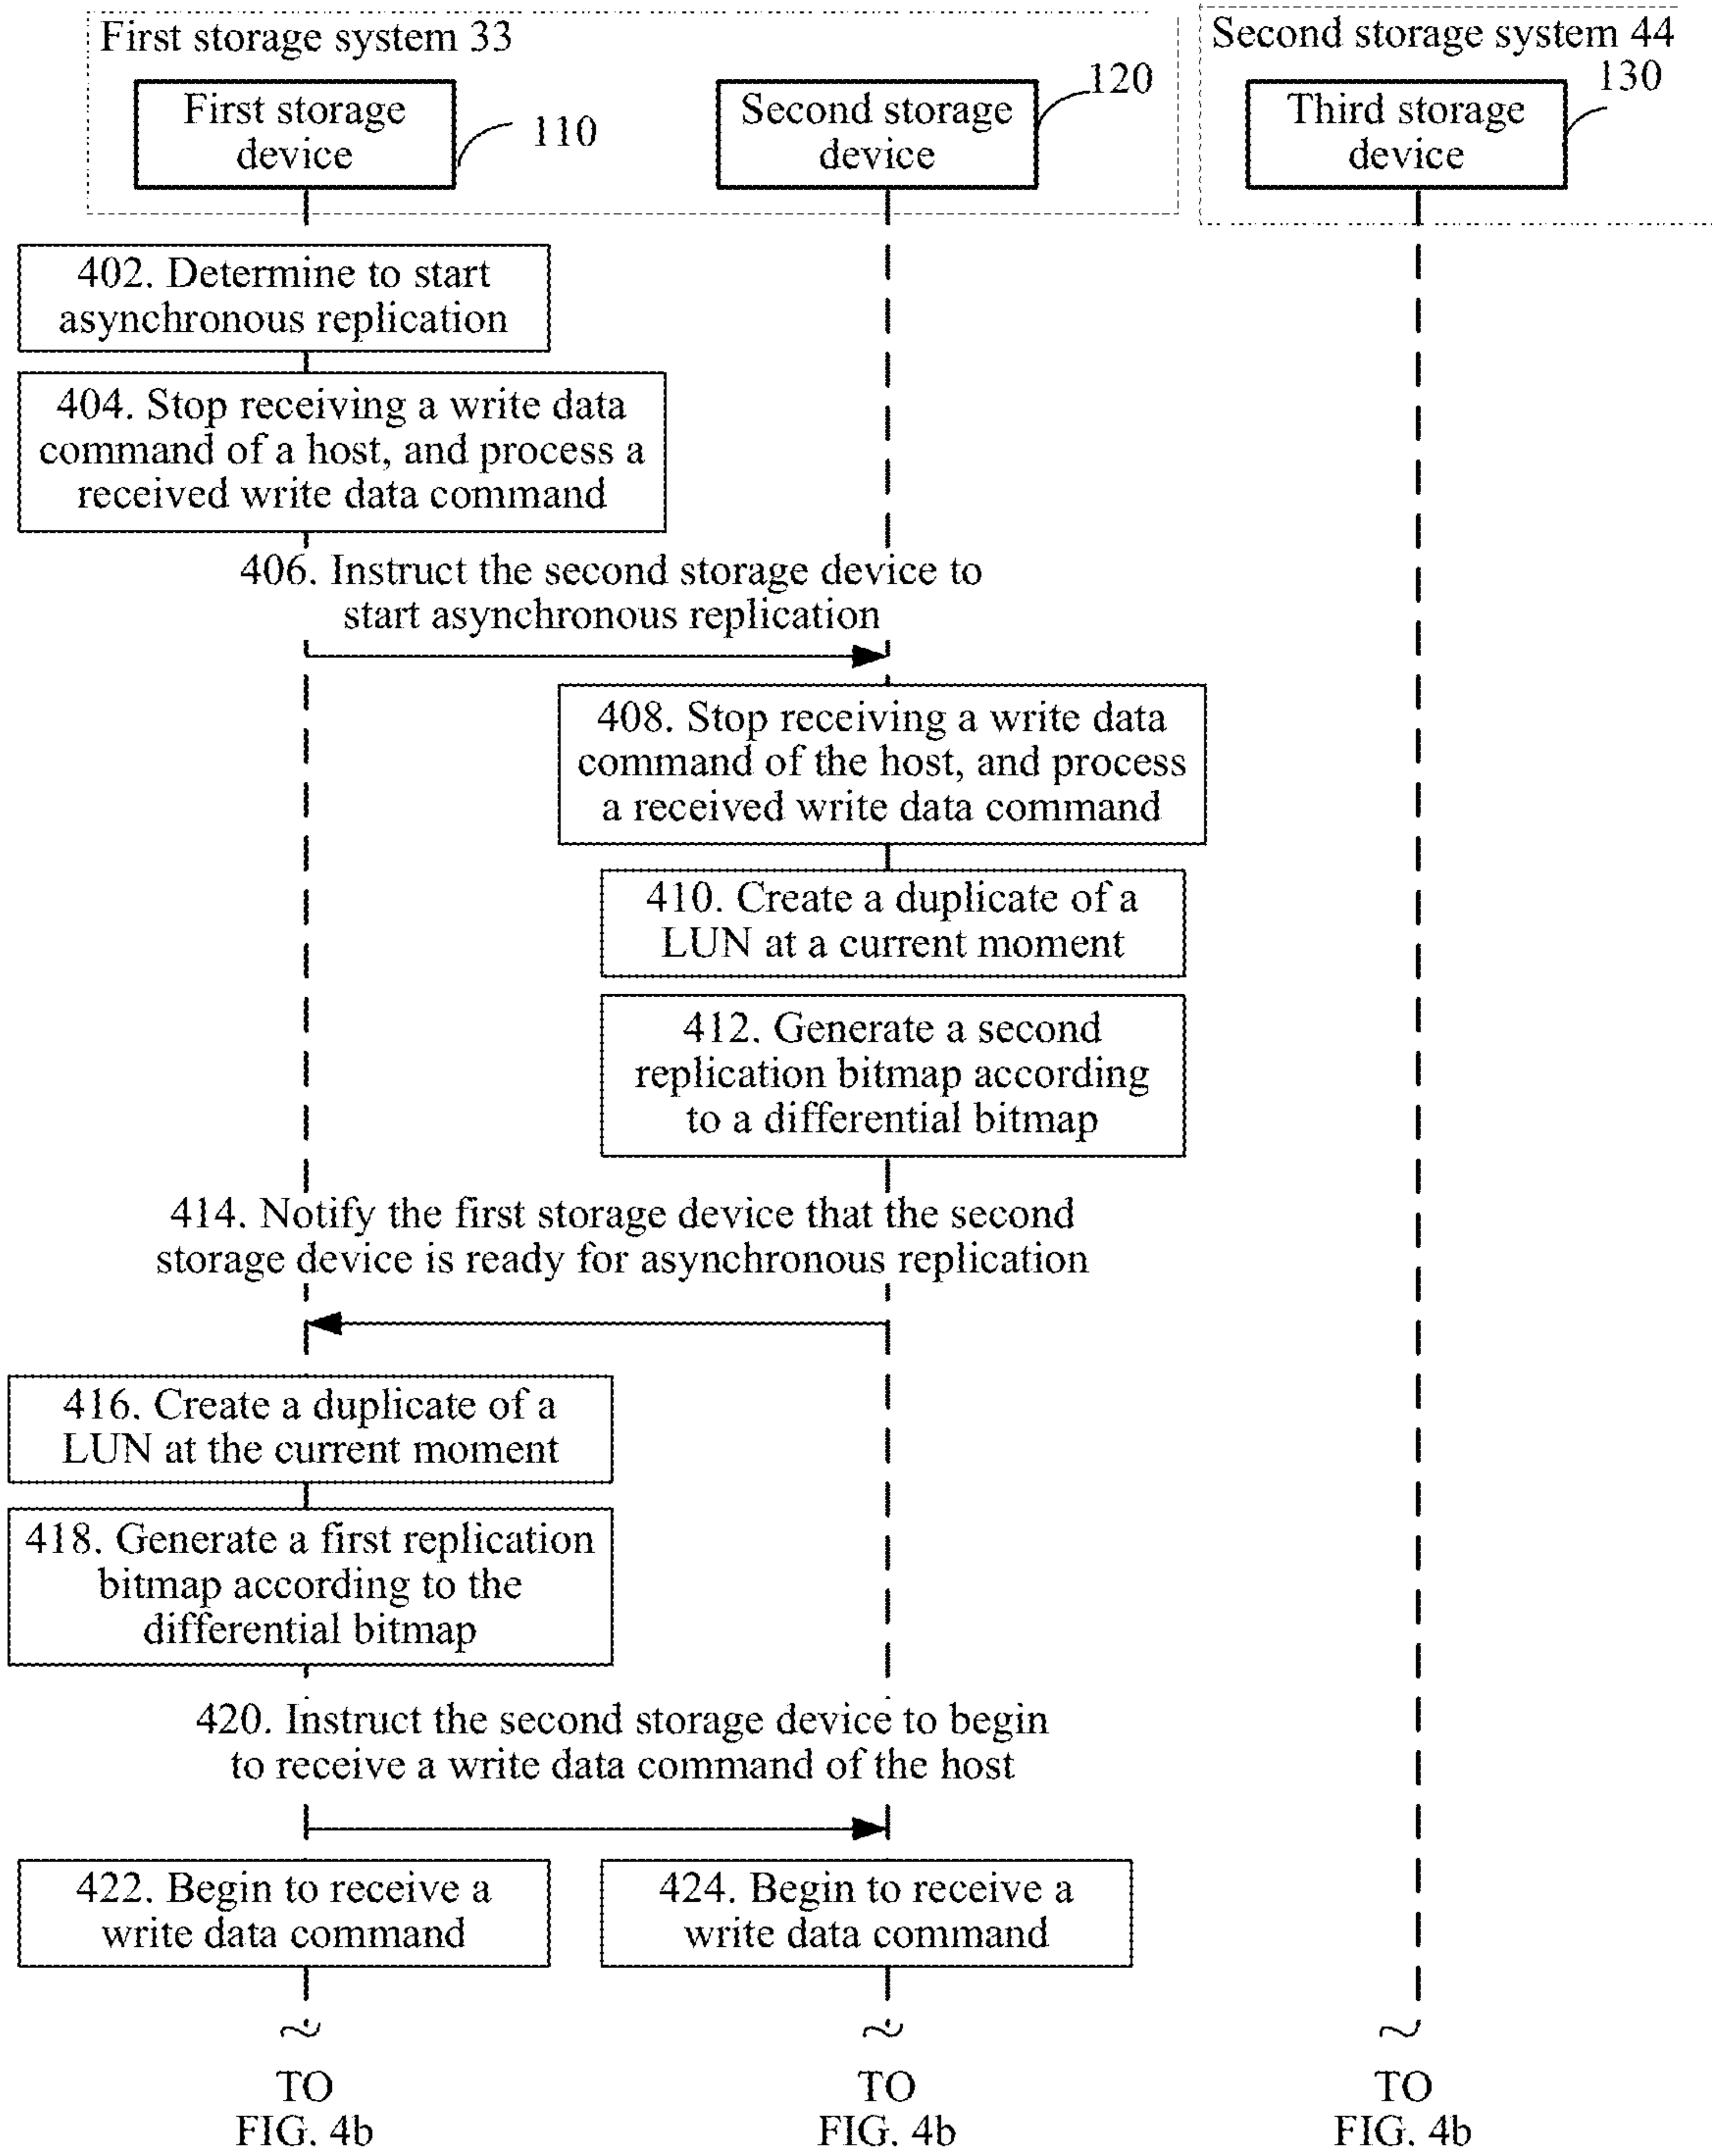 First storage system 33
Second storage system 44
First storage
device
110
Second storage
device
120
Third storage
device
130
402. Determine to start
asynchronous replication
404. Stop receiving a write data
command of a host, and process a
received write data command
406. Instruct the second storage device to
start asynchronous replication
408. Stop receiving a write data
command of the host, and process
a received write data command
410. Create a duplicate of a
LUN at a current moment
412. Generate a second
replication bitmap according
to a differential bitmap
414. Notify the first storage device that the second
storage device is ready for asynchronous replication
416. Create a duplicate of a
LUN at the current moment
418. Generate a first replication
bitmap according to the
differential bitmap
420. Instruct the second storage device to begin
to receive a write data command of the host
422. Begin to receive a
write data command
424. Begin to receive a
write data command
TO
FIG. 4b
TO
FIG. 4b
TO
FIG. 4b